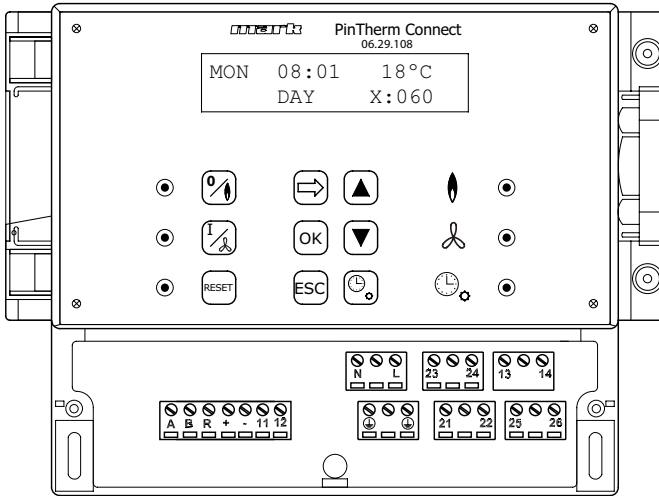 mark PinTherm Connect
06.29.108
MON 08:01 18°C
DAY X:060
0/
I/
OK
RESET ESC
N L 23 24 13 14
A B R + - 11 12 21 22 25 26